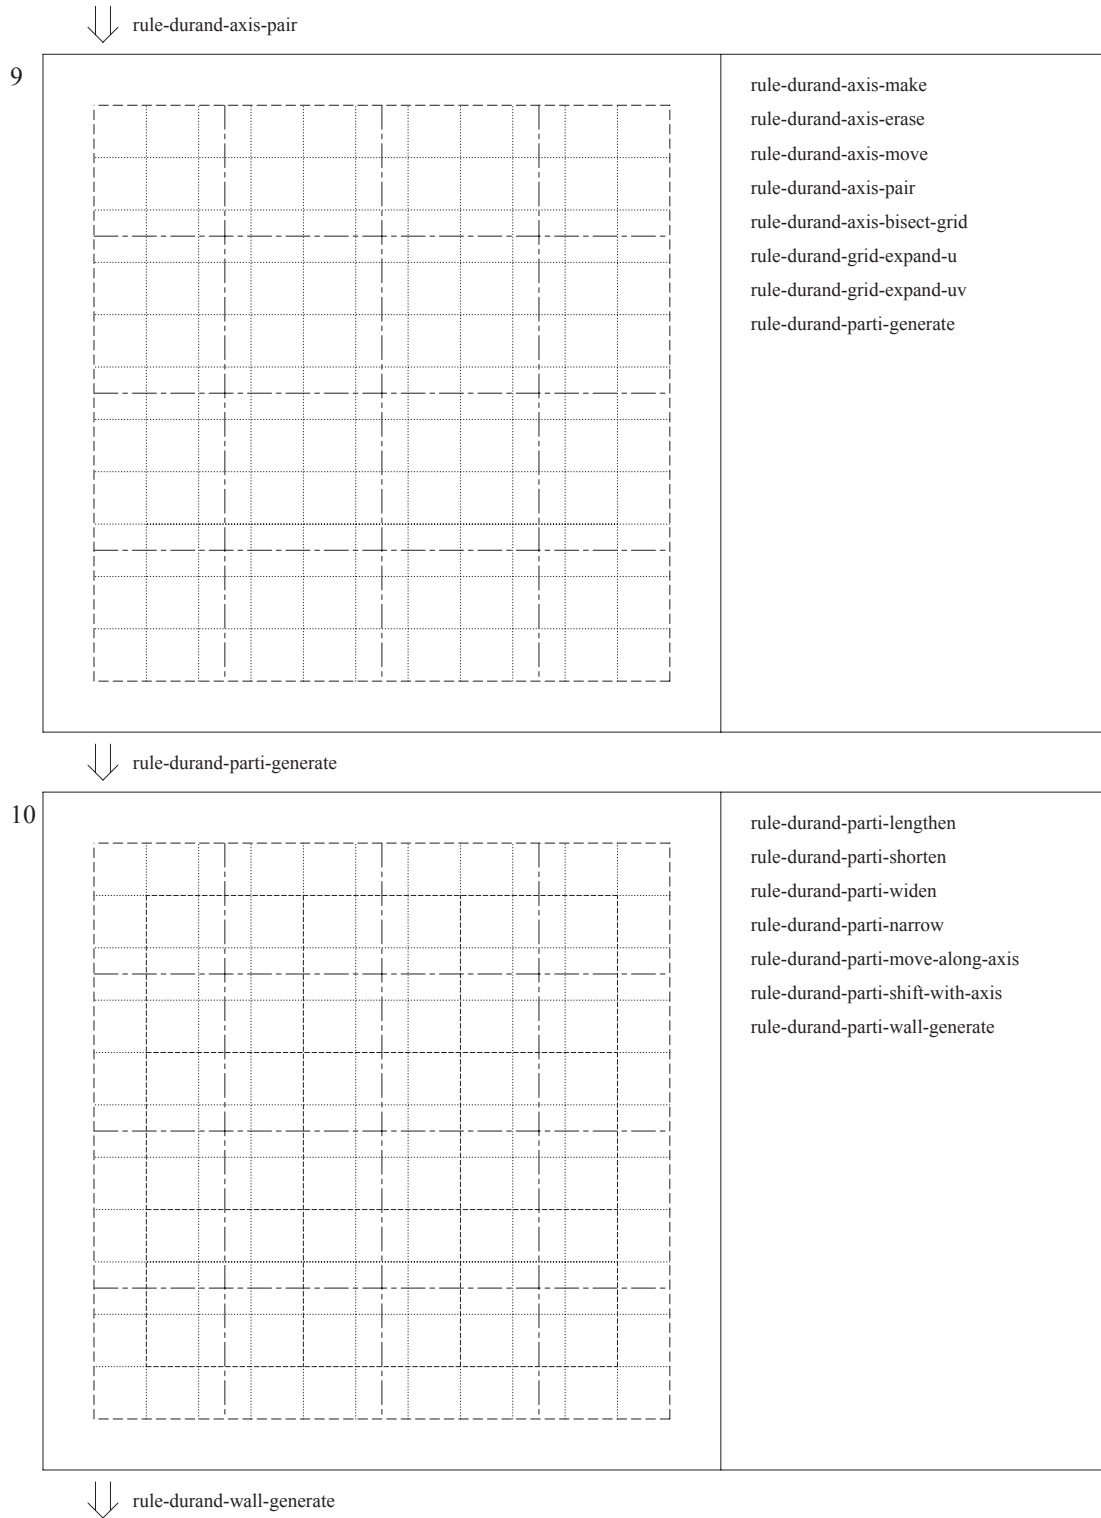 rule-durand-axis-pair
9
rule-durand-axis-make
rule-durand-axis-erase
rule-durand-axis-move
rule-durand-axis-pair
rule-durand-axis-bisect-grid
rule-durand-grid-expand-u
rule-durand-grid-expand-uv
rule-durand-parti-generate
rule-durand-parti-generate
10
rule-durand-parti-lengthen
rule-durand-parti-shorten
rule-durand-parti-widen
rule-durand-parti-narrow
rule-durand-parti-move-along-axis
rule-durand-parti-shift-with-axis
rule-durand-parti-wall-generate
rule-durand-wall-generate